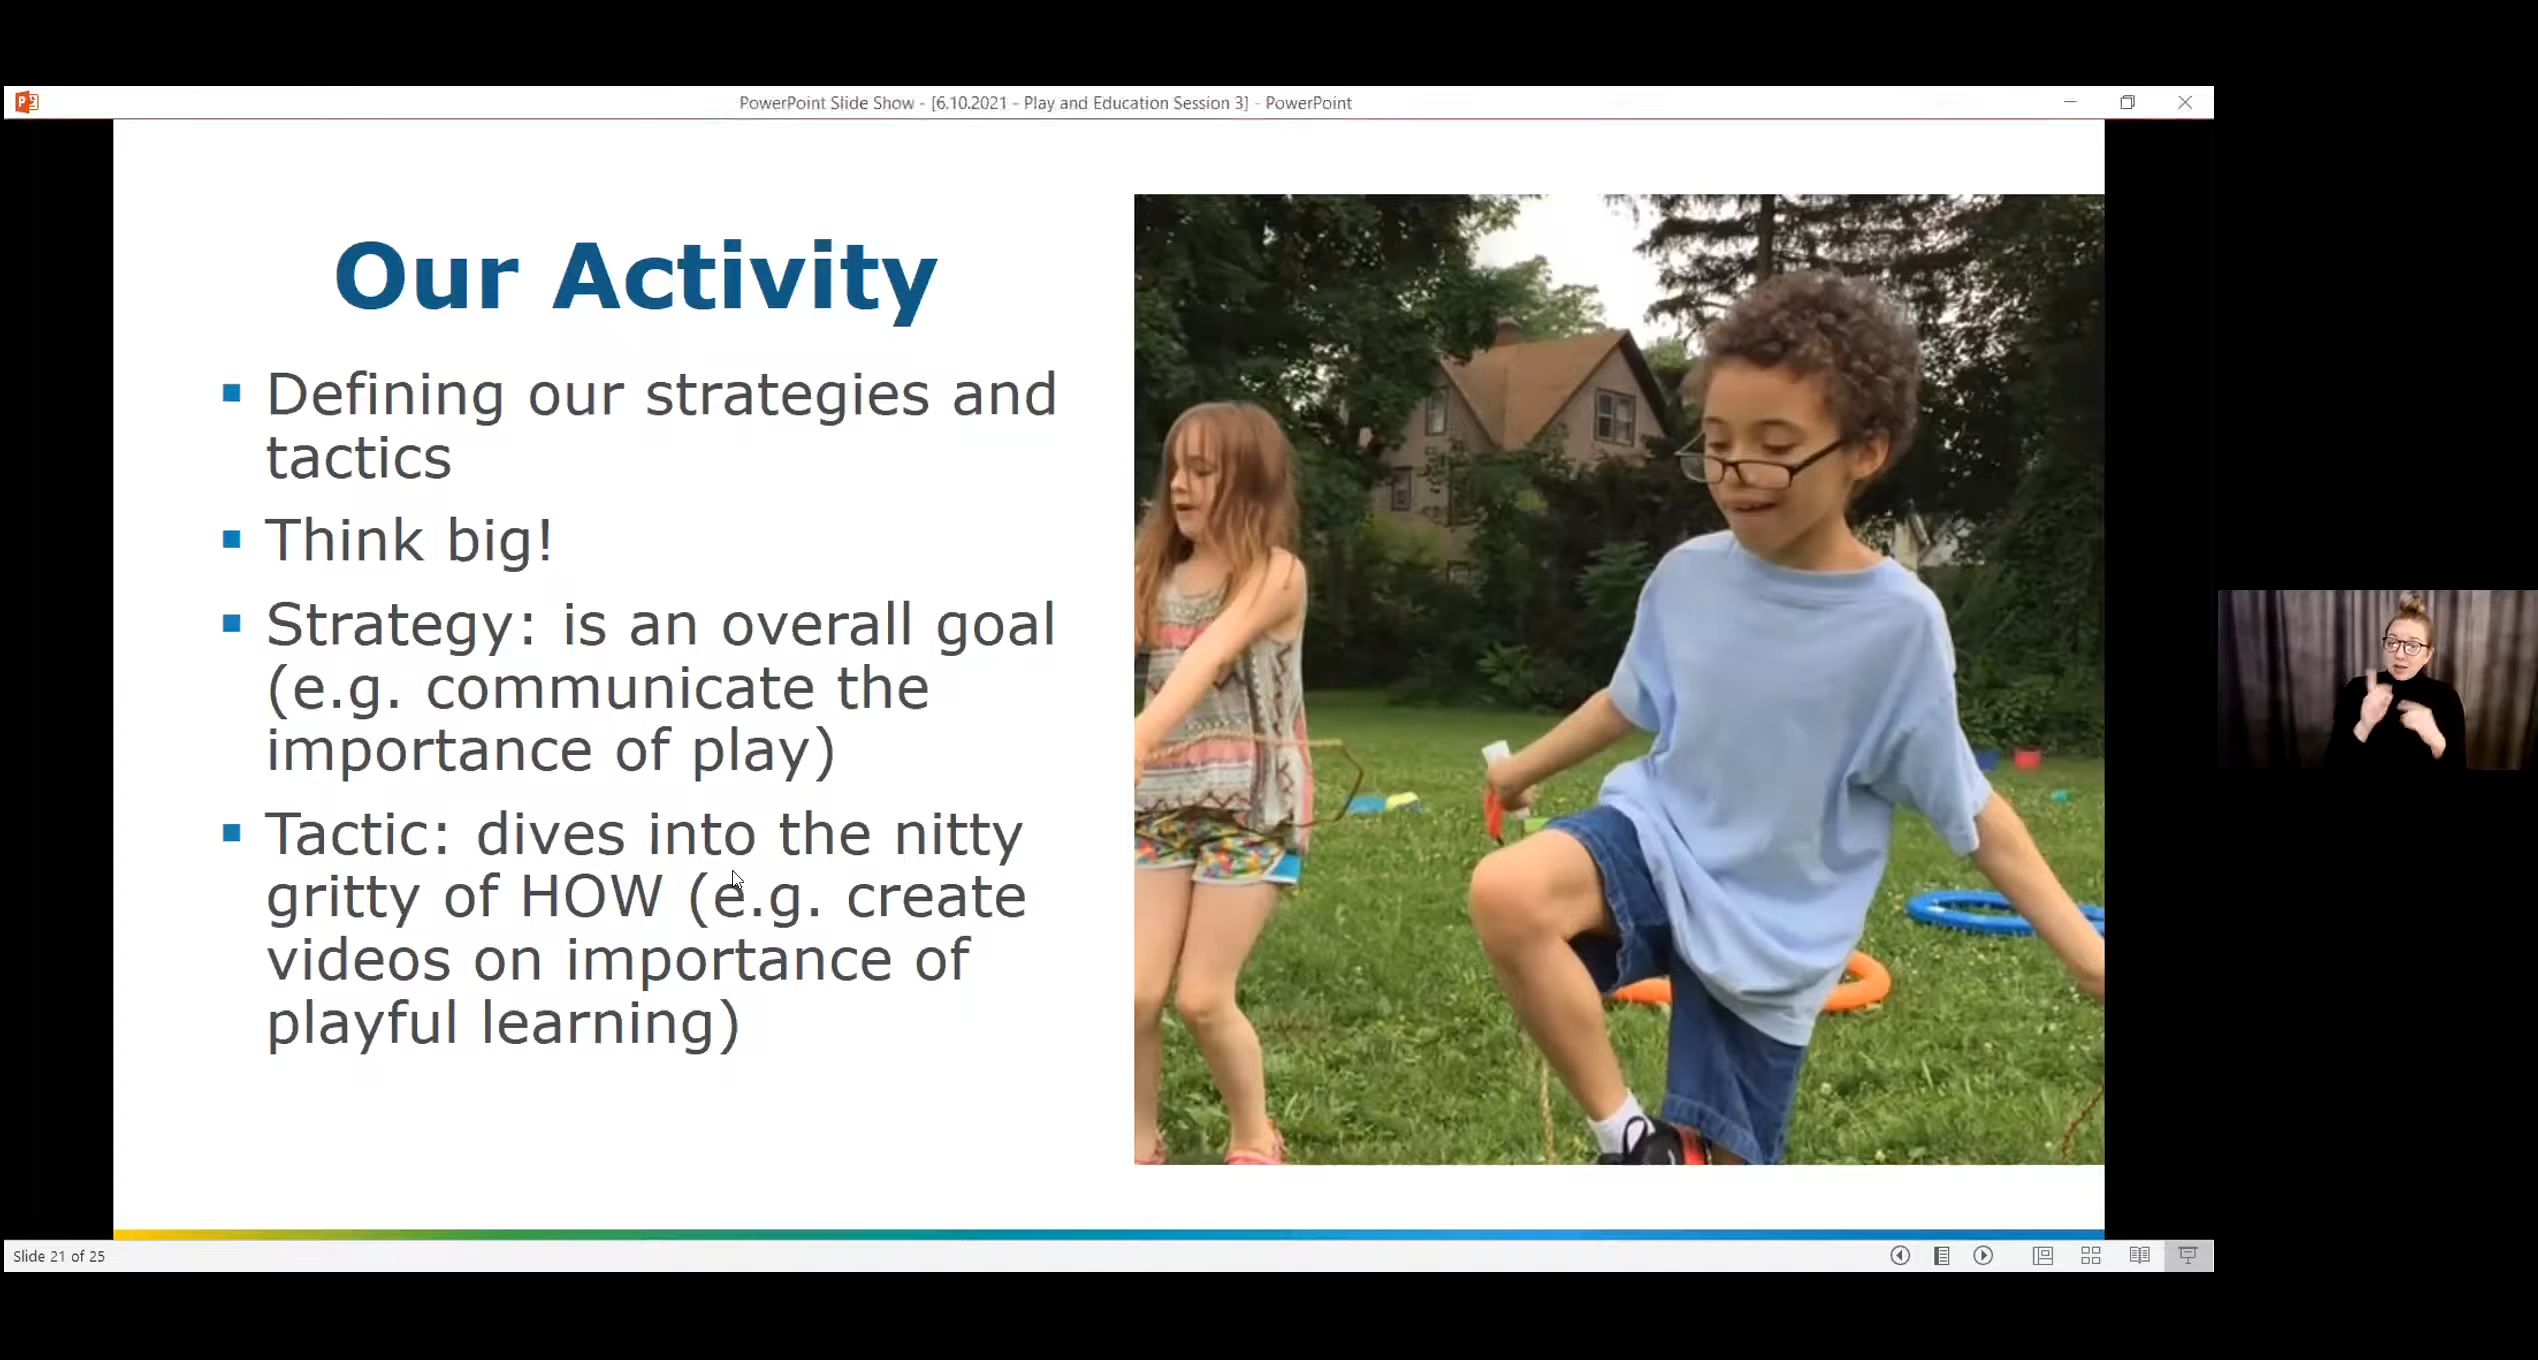 PowerPoint Slide Show - [6.10.2021 - Play and Education Session 3] - PowerPoint
Our Activity
Defining our strategies and
tactics
Think big!
Strategy: is an overall goal
(e.g. communicate the
importance of play)
Tactic: dives into the nitty
gritty of HOW (e.g. create
videos on importance of
playful learning)
Slide 21 of 25